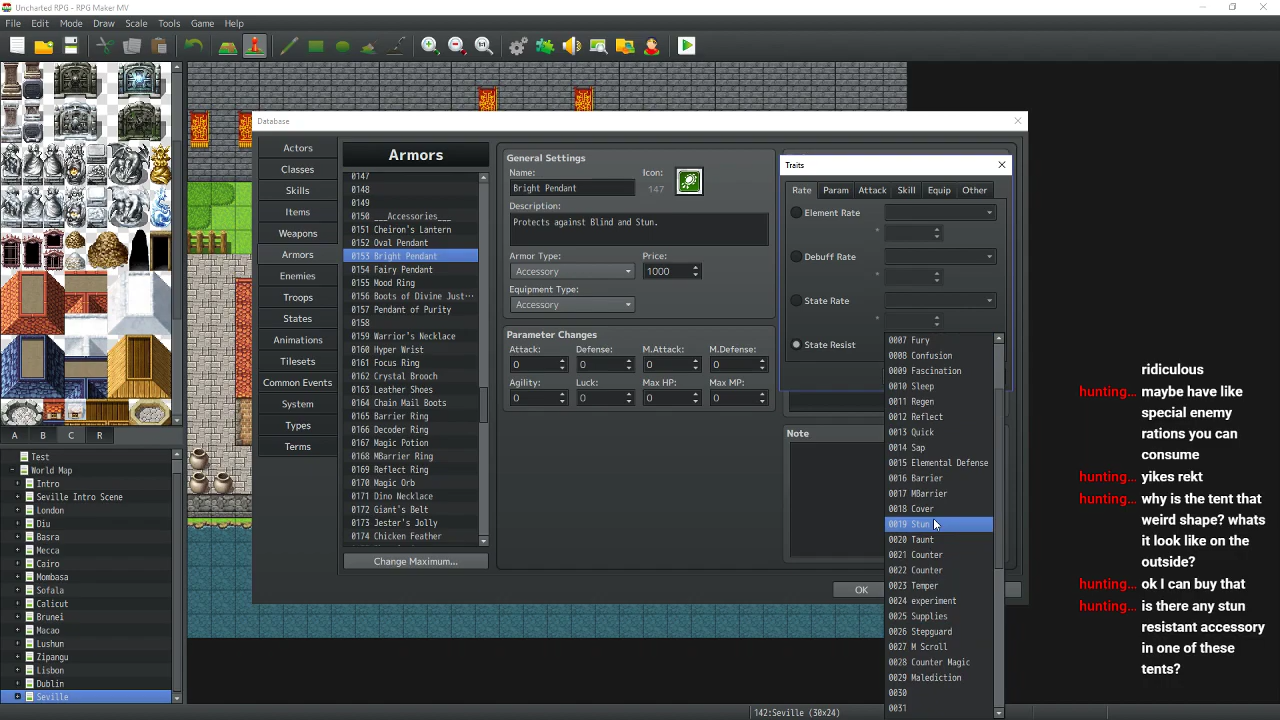 Uncharted RPG - RPG Maker MV
File Edit Mode Draw Scale Tools Game Help
Database
Actors
Classes
Skills
Items
Weapons
Armors
Enemies
Troops
States
Animations
Tilesets
Common Events
System
Types
Terms
Armors
0147
0148
0149
0150 ___Accessories___
0151 Cheiron's Lantern
0152 Oval Pendant
0153 Bright Pendant
0154 Fairy Pendant
0155 Mood Ring
0156 Boots of Divine Just···
0157 Pendant of Purity
0158
0159 Warrior's Necklace
0160 Hyper Wrist
0161 Focus Ring
0162 Crystal Brooch
0163 Leather Shoes
0164 Chain Mail Boots
0165 Barrier Ring
0166 Decoder Ring
0167 Magic Potion
0168 MBarrier Ring
0169 Reflect Ring
0170 Magic Orb
0171 Dino Necklace
0172 Giant's Belt
0173 Jester's Jolly
0174 Chicken Feather
Change Maximum...
General Settings
Name: Icon:
Bright Pendant 147
Description:
Protects against Blind and Stun.
Armor Type: Price:
Accessory 1000
Equipment Type:
Accessory
Parameter Changes
Attack: Defense: M.Attack: M.Defense:
0 0 0 0
Agility: Luck: Max HP: Max MP:
0 0 0 0
Traits
Rate Param Attack Skill Equip Other
Element Rate
*
Debuff Rate
*
State Rate
*
State Resist
0007 Fury
0008 Confusion
0009 Fascination
0010 Sleep
0011 Regen
0012 Reflect
0013 Quick
0014 Sap
0015 Elemental Defense
0016 Barrier
0017 MBarrier
0018 Cover
0019 Stun
0020 Taunt
0021 Counter
0022 Counter
0023 Temper
0024 experiment
0025 Supplies
0026 Stepguard
0027 M Scroll
0028 Counter Magic
0029 Malediction
0030
0031
Note
OK
A B C R
Test
World Map
Intro
Seville Intro Scene
London
Diu
Basra
Mecca
Cairo
Mombasa
Sofala
Calicut
Brunei
Macao
Lushun
Zipangu
Lisbon
Dublin
Seville
142:Seville (30x24)
ridiculous
hunting... maybe have like
special enemy
rations you can
consume
hunting... yikes rekt
hunting... why is the tent that
weird shape? whats
it look like on the
outside?
hunting... ok I can buy that
hunting... is there any stun
resistant accessory
in one of these
tents?